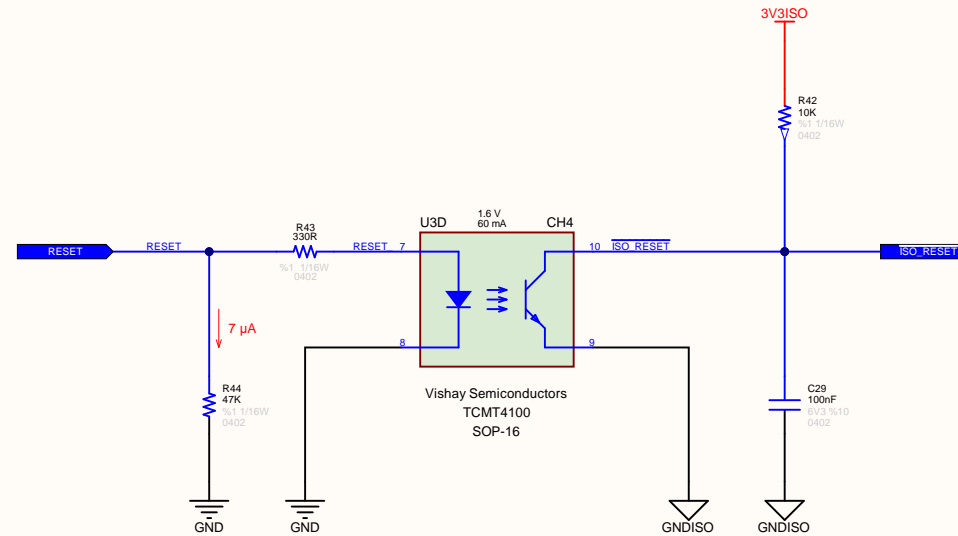 3V3ISO
R42
10K
%1 1/16W
0402
U3D
1.6 V
60 mA
CH4
R43
330R
%1 1/16W
0402
RESET
RESET
RESET_
7
10
ISO_RESET
ISO_RESET
7 µA
8
9
R44
47K
%1 1/16W
0402
Vishay Semiconductors
TCMT4100
SOP-16
C29
100nF
6V3 %10
0402
GND
GND
GNDISO
GNDISO